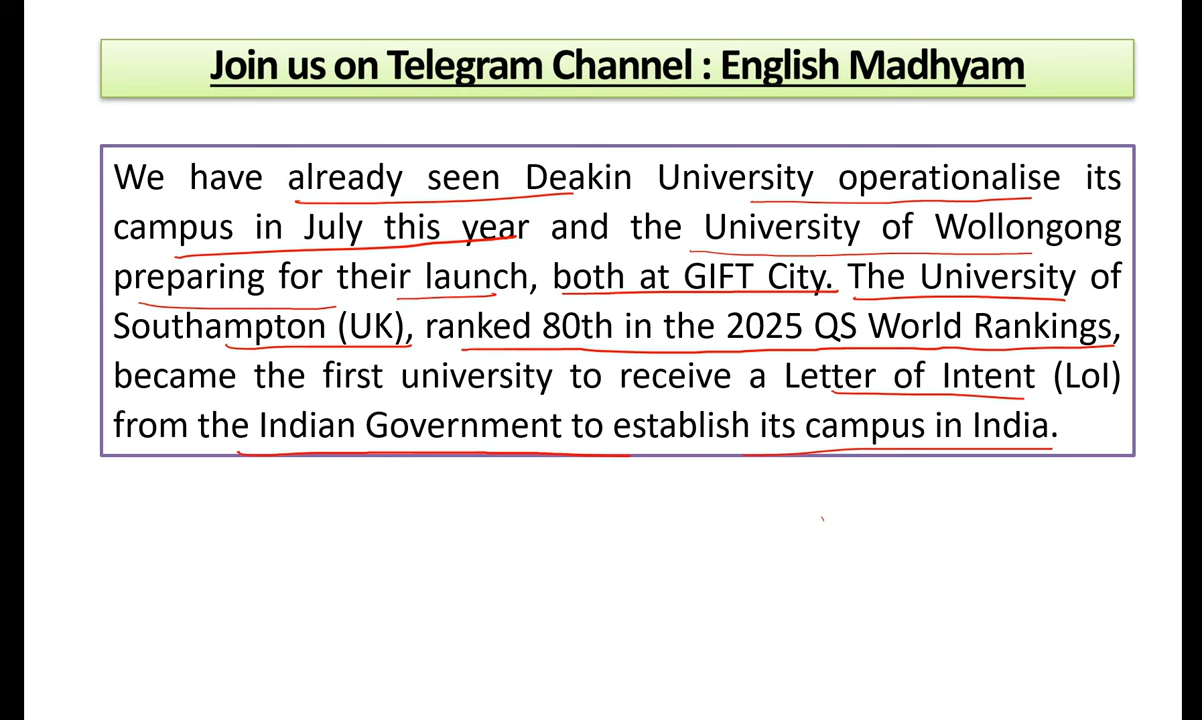 Join us on Telegram Channel : English Madhyam
We have already seen Deakin University operationalise its
campus in July this year and the University of Wollongong
preparing for their launch, both at GIFT City. The University of
Southampton (UK), ranked 80th in the 2025 QS World Rankings,
became the first university to receive a Letter of Intent (LoI)
from the Indian Government to establish its campus in India.